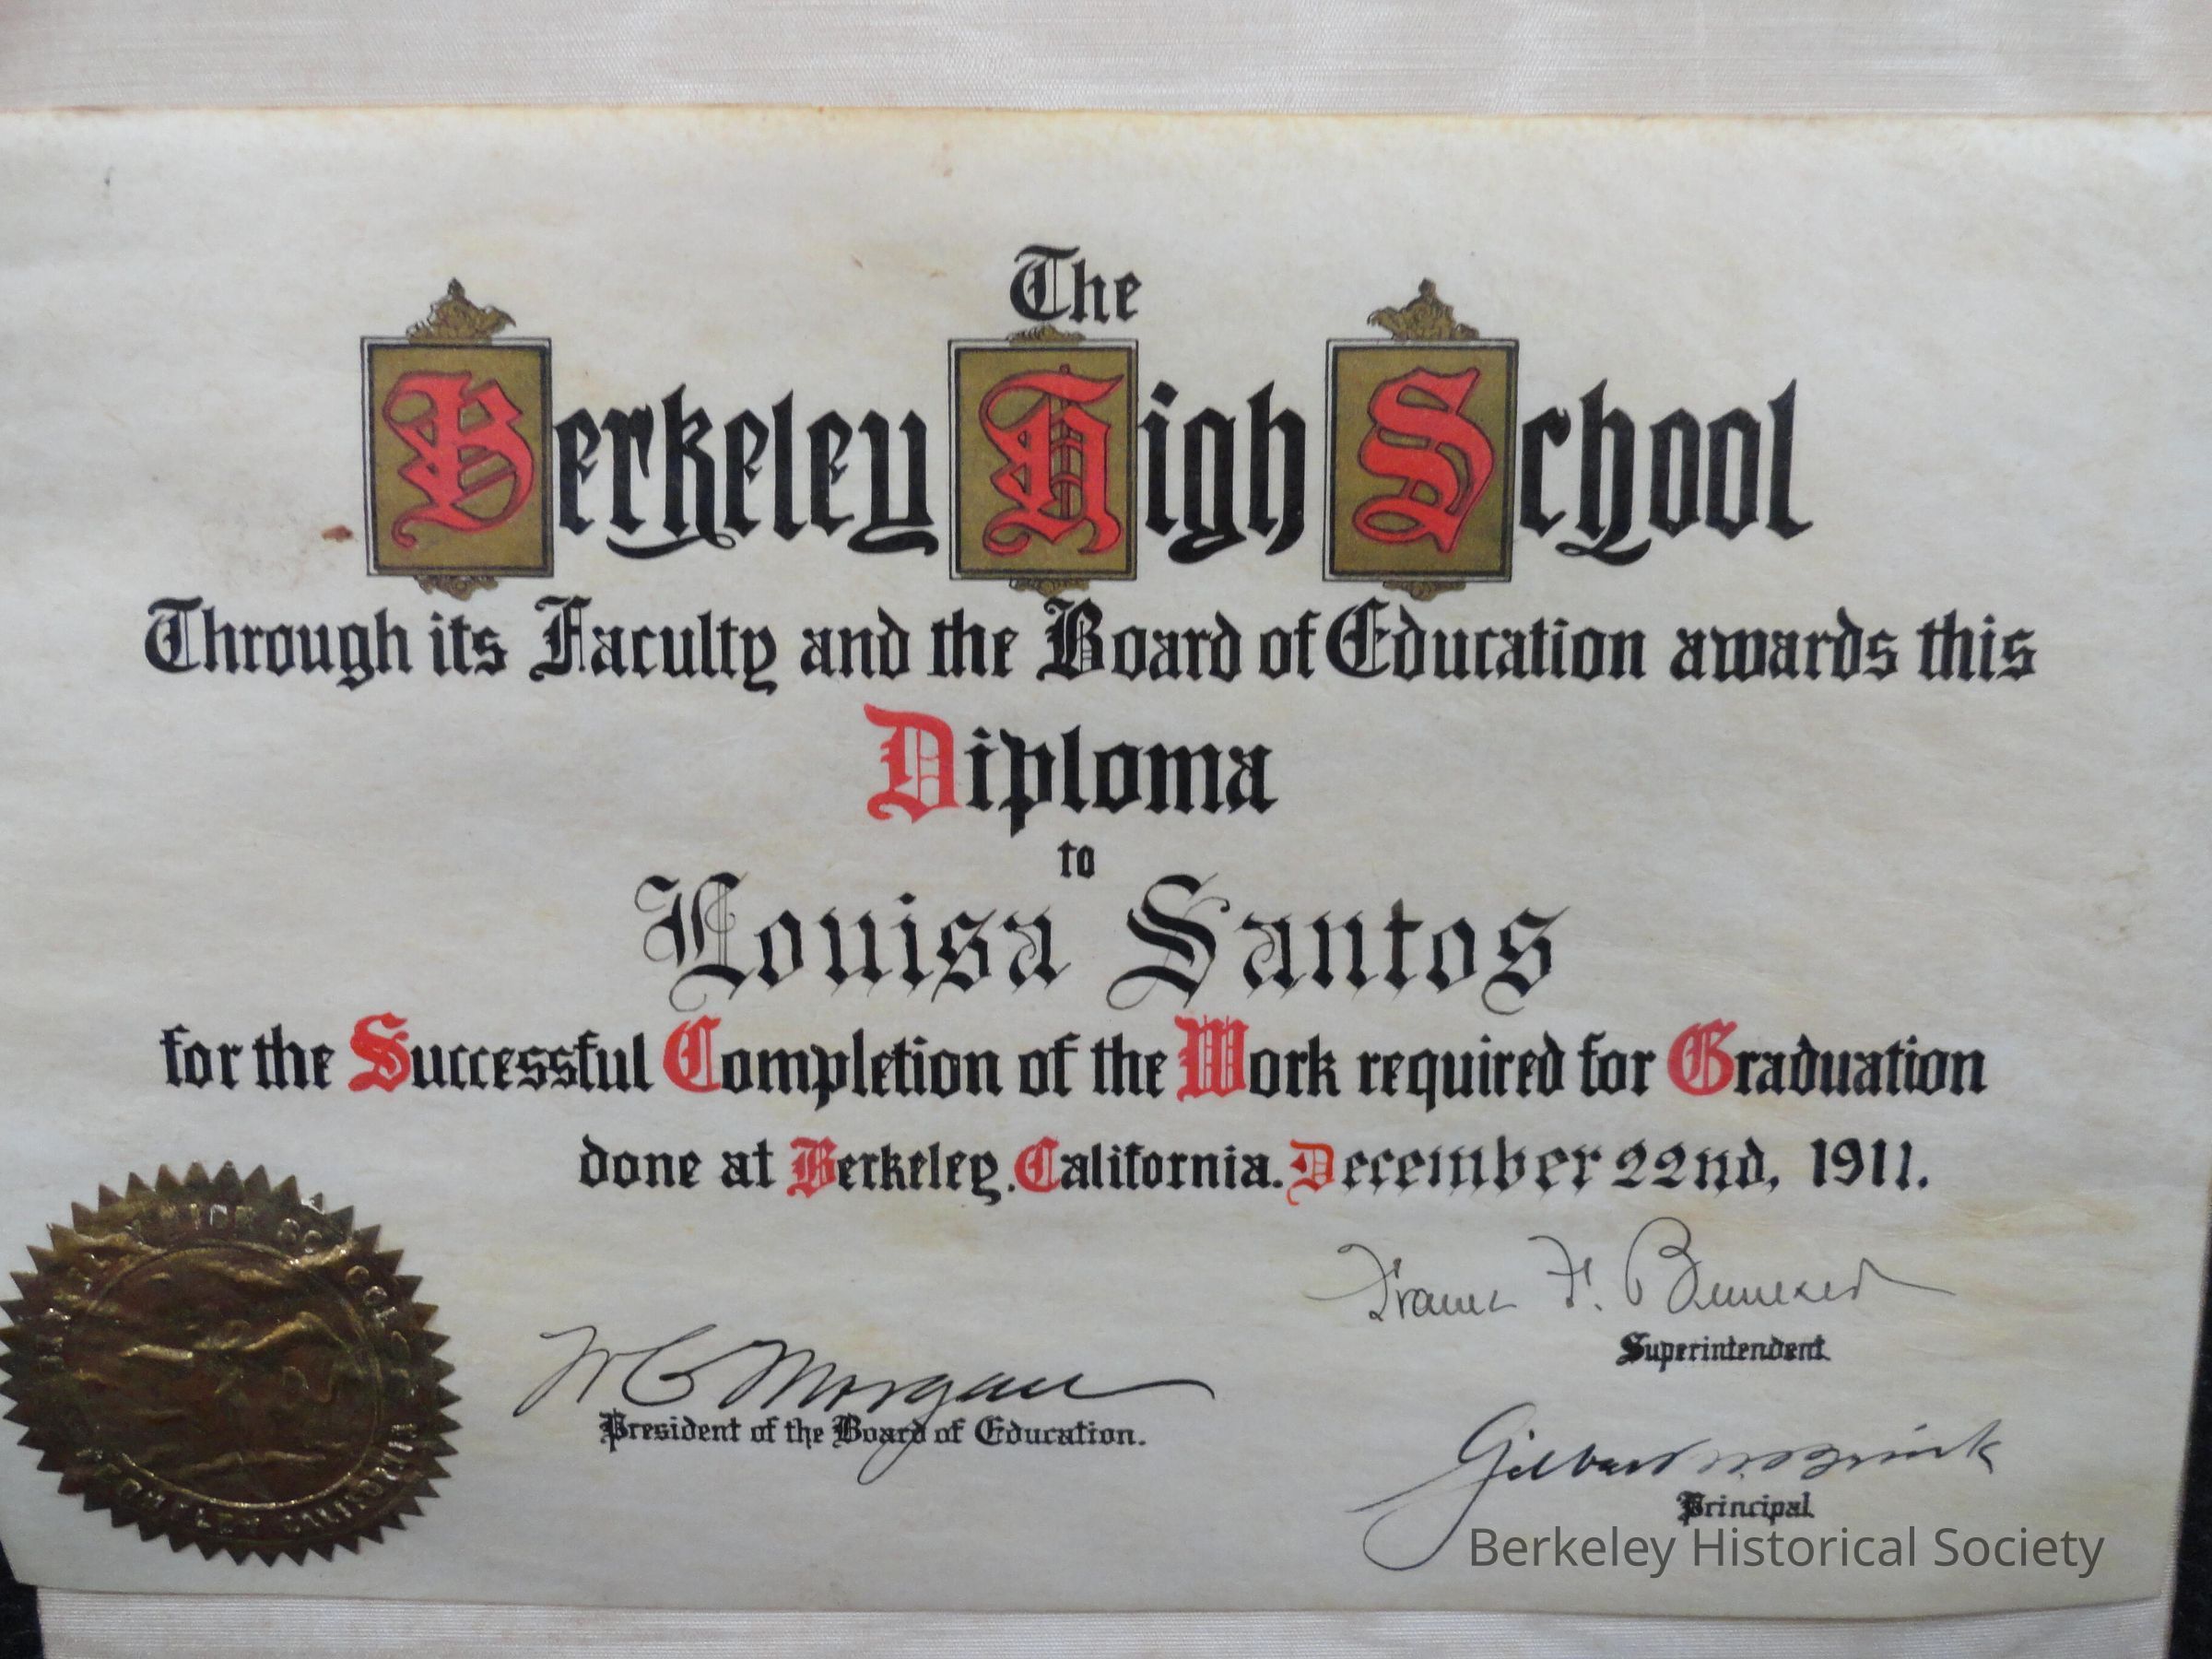 The
Berkeley High School
Through its Faculty and the Board of Education awards this
Diploma
to
Louisa Santos
for the Successful Completion of the Work required for Graduation
done at Berkeley, California. December 22nd, 1911.
Superintendent
W C Morgan
President of the Board of Education.
Principal
Berkeley Historical Society